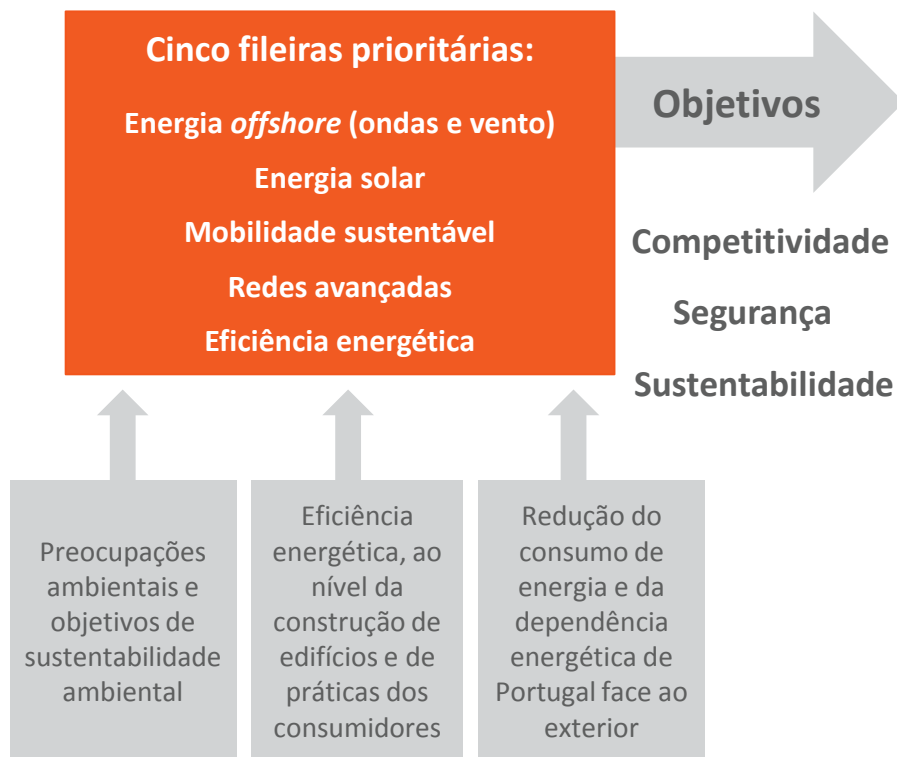 Cinco fileiras prioritárias:
Energia offshore (ondas e vento)
Energia solar
Mobilidade sustentável
Redes avançadas
Eficiência energética
Objetivos
Competitividade
Segurança
Sustentabilidade
Preocupações
ambientais e
objetivos de
sustentabilidade
ambiental
Eficiência
energética, ao
nível da
construção de
edifícios e de
práticas dos
consumidores
Redução do
consumo de
energia e da
dependência
energética de
Portugal face ao
exterior